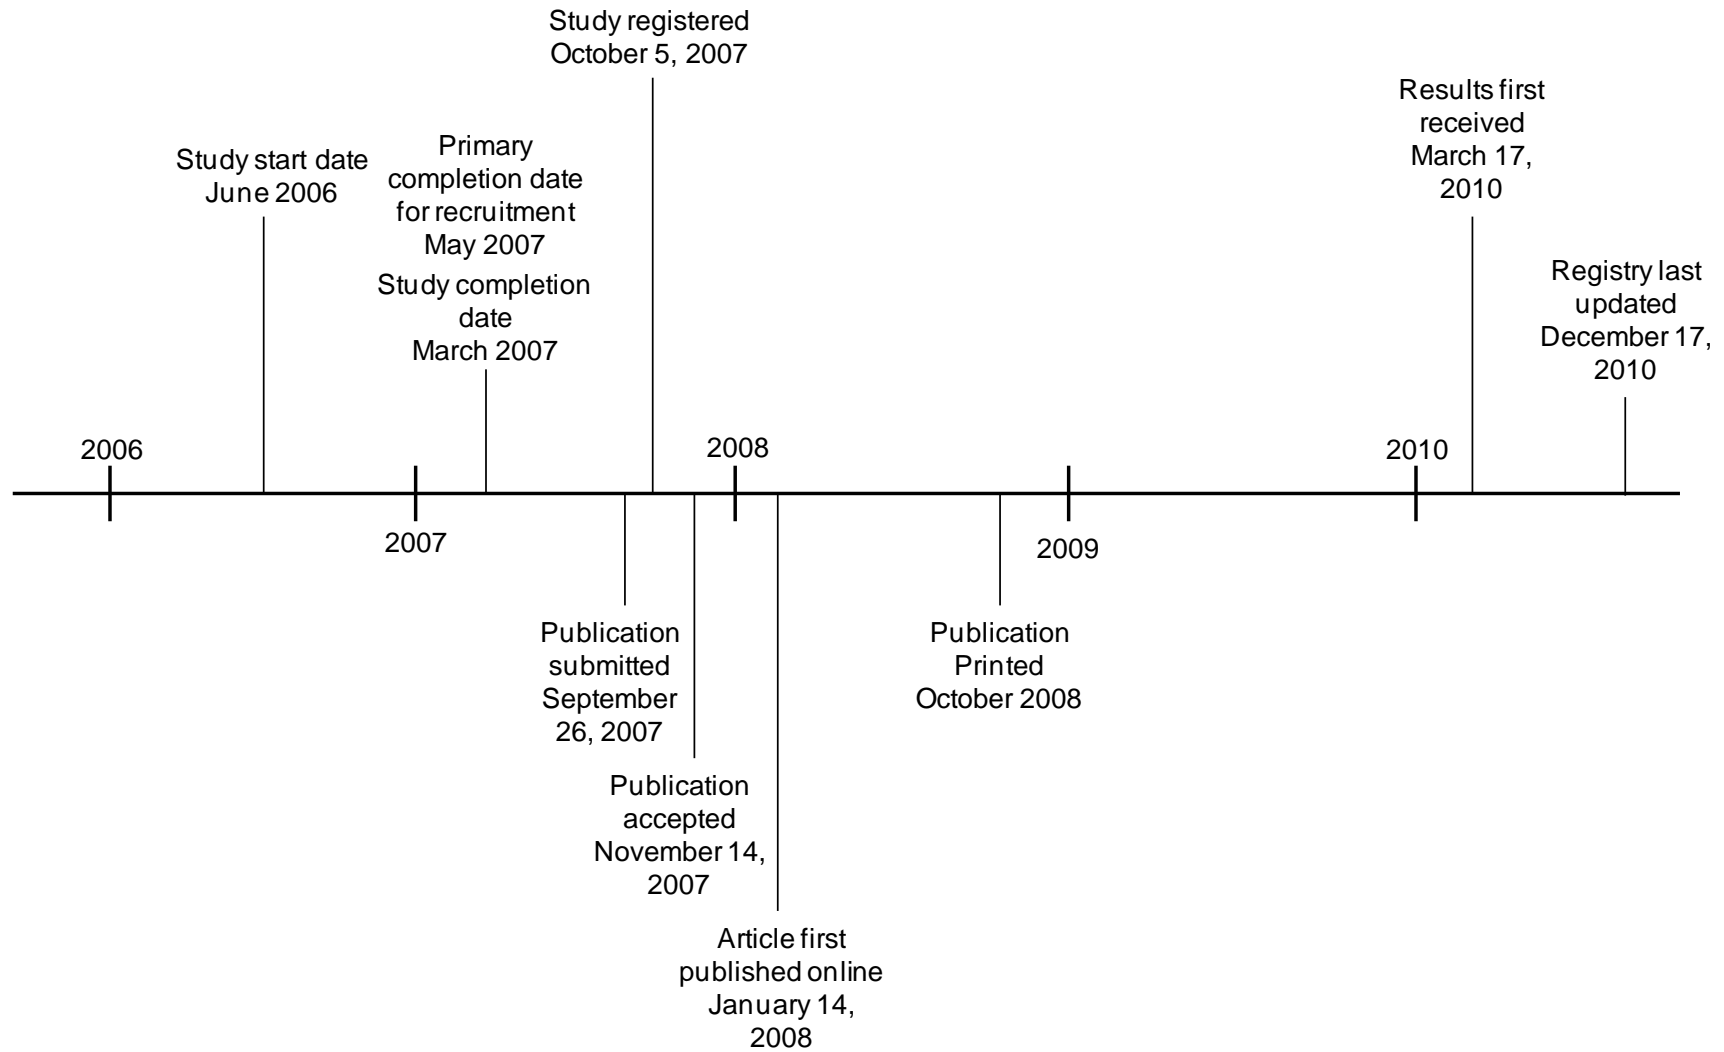 Study registered
October 5, 2007
Results first
received
March 17,
2010
Primary
completion date
for recruitment
May 2007
Study start date
June 2006
Study completion
date
March 2007
Registry last
updated
December 17,
2010
2006
2008
2010
2007
2009
Publication
submitted
September
26, 2007
Publication
Printed
October 2008
Publication
accepted
November 14,
2007
Article first
published online
January 14,
2008